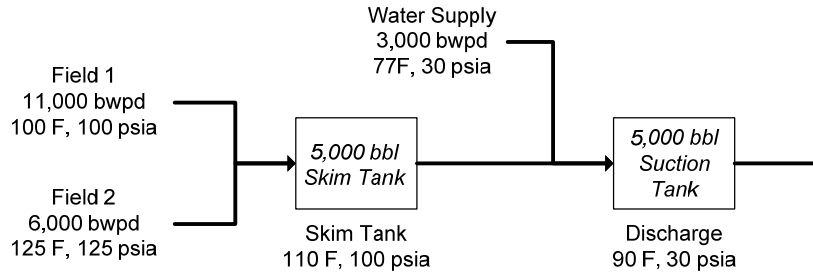 Water Supply
3,000 bwpd
77F, 30 psia
Field 1
11,000 bwpd
100 F, 100 psia
5,000 bbl
Skim Tank
5,000 bbl
Suction
Tank
Field 2
6,000 bwpd
125 F, 125 psia
Skim Tank
110 F, 100 psia
Discharge
90 F, 30 psia